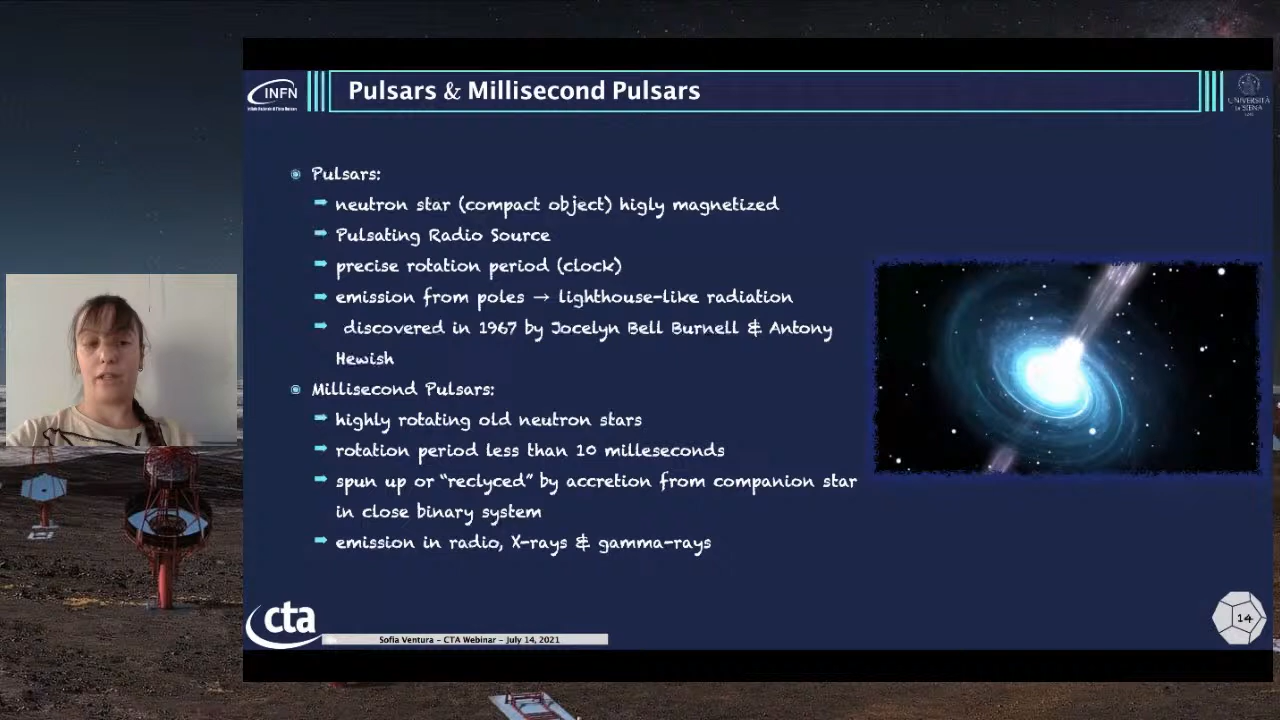 INFN
Pulsars & Millisecond Pulsars
UNIVERSITÀ
DI SIENA
Pulsars:
neutron star (compact object) higly magnetized
Pulsating Radio Source
precise rotation period (clock)
emission from poles → lighthouse-like radiation
discovered in 1967 by Jocelyn Bell Burnell & Antony
Hewish
Millisecond Pulsars:
highly rotating old neutron stars
rotation period less than 10 milleseconds
spun up or “reclyced” by accretion from companion star
in close binary system
emission in radio, X-rays & gamma-rays
cta
Sofia Ventura - CTA Webinar - July 14, 2021
14